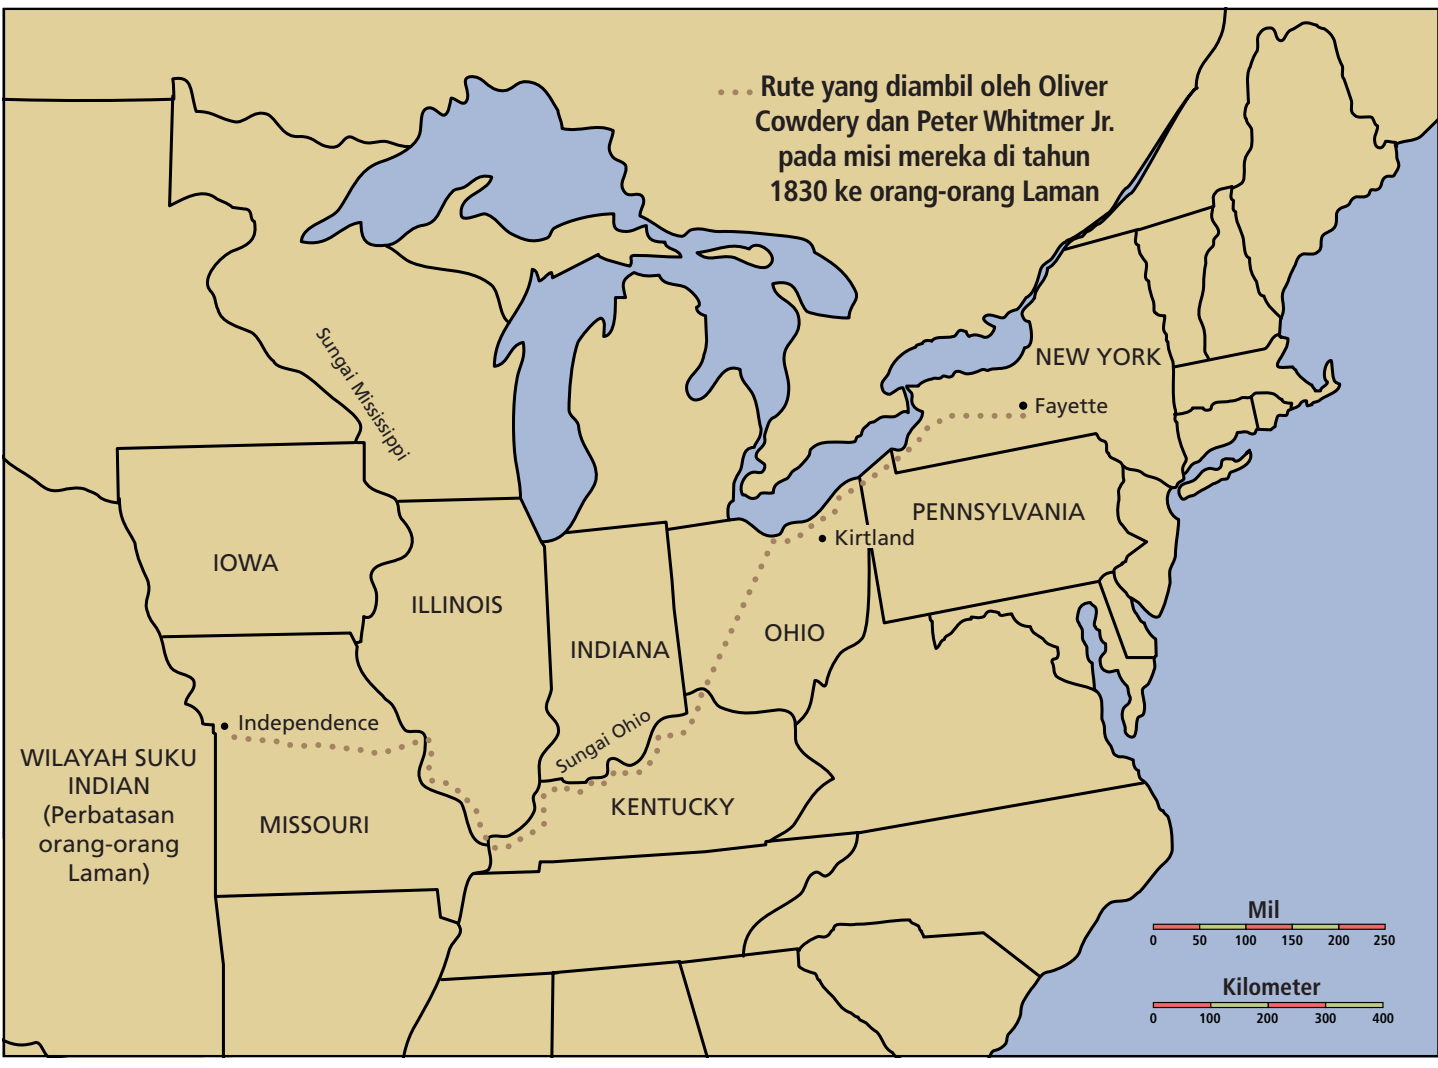 Rute yang diambil oleh Oliver
Cowdery dan Peter Whitmer Jr.
pada misi mereka di tahun
1830 ke orang-orang Laman
Sungai Mississippi
NEW YORK
Fayette
PENNSYLVANIA
Kirtland
IOWA
ILLINOIS
INDIANA
OHIO
Independence
Sungai Ohio
WILAYAH SUKU
INDIAN
(Perbatasan
orang-orang
Laman)
MISSOURI
KENTUCKY
Mil
0 50 100 150 200 250
Kilometer
0 100 200 300 400